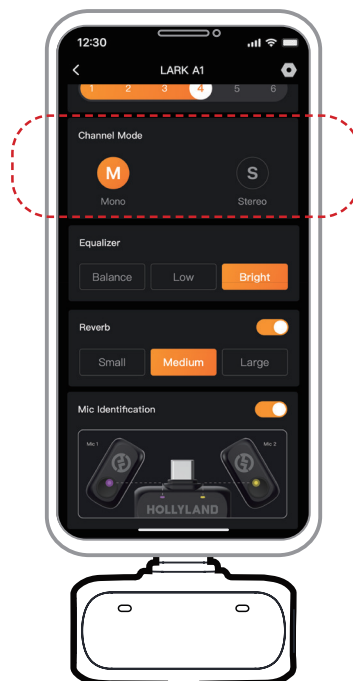 12:30
LARK A1
1 2 3 4 5 6
Channel Mode
M S
Mono Stereo
Equalizer
Balance Low Bright
Reverb
Small Medium Large
Mic Identification
Mic 1 Mic 2
HOLLYLAND